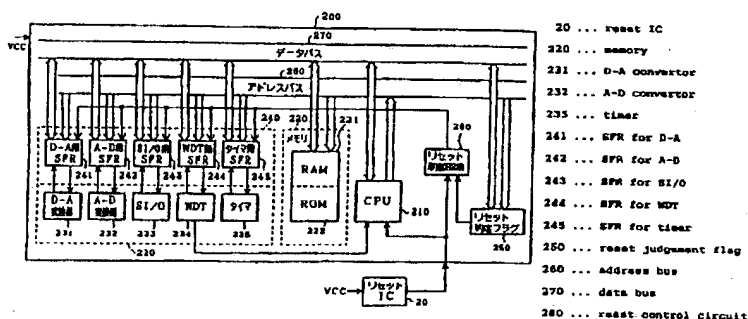 200
VCC
270
データバス
260
アドレスバス
240
220
221
280
メモリ
D-A用 SFR
A-D用 SFR
SI/O用 SFR
WDT用 SFR
タイマ用 SFR
241
242
243
244
245
RAM
ROM
222
CPU
210
リセット
リセット
判定フラグ
250
D-A
変換器
A-D
変換器
SI/O
WDT
タイマ
231
232
233
234
235
230
VCC
リセット
IC
20
20 ... reset IC
220 ... memory
231 ... D-A convertor
232 ... A-D convertor
235 ... timer
241 ... SFR for D-A
242 ... SFR for A-D
243 ... SFR for SI/O
244 ... SFR for WDT
245 ... SFR for timer
250 ... reset judgement flag
260 ... address bus
270 ... data bus
280 ... reset control circuit